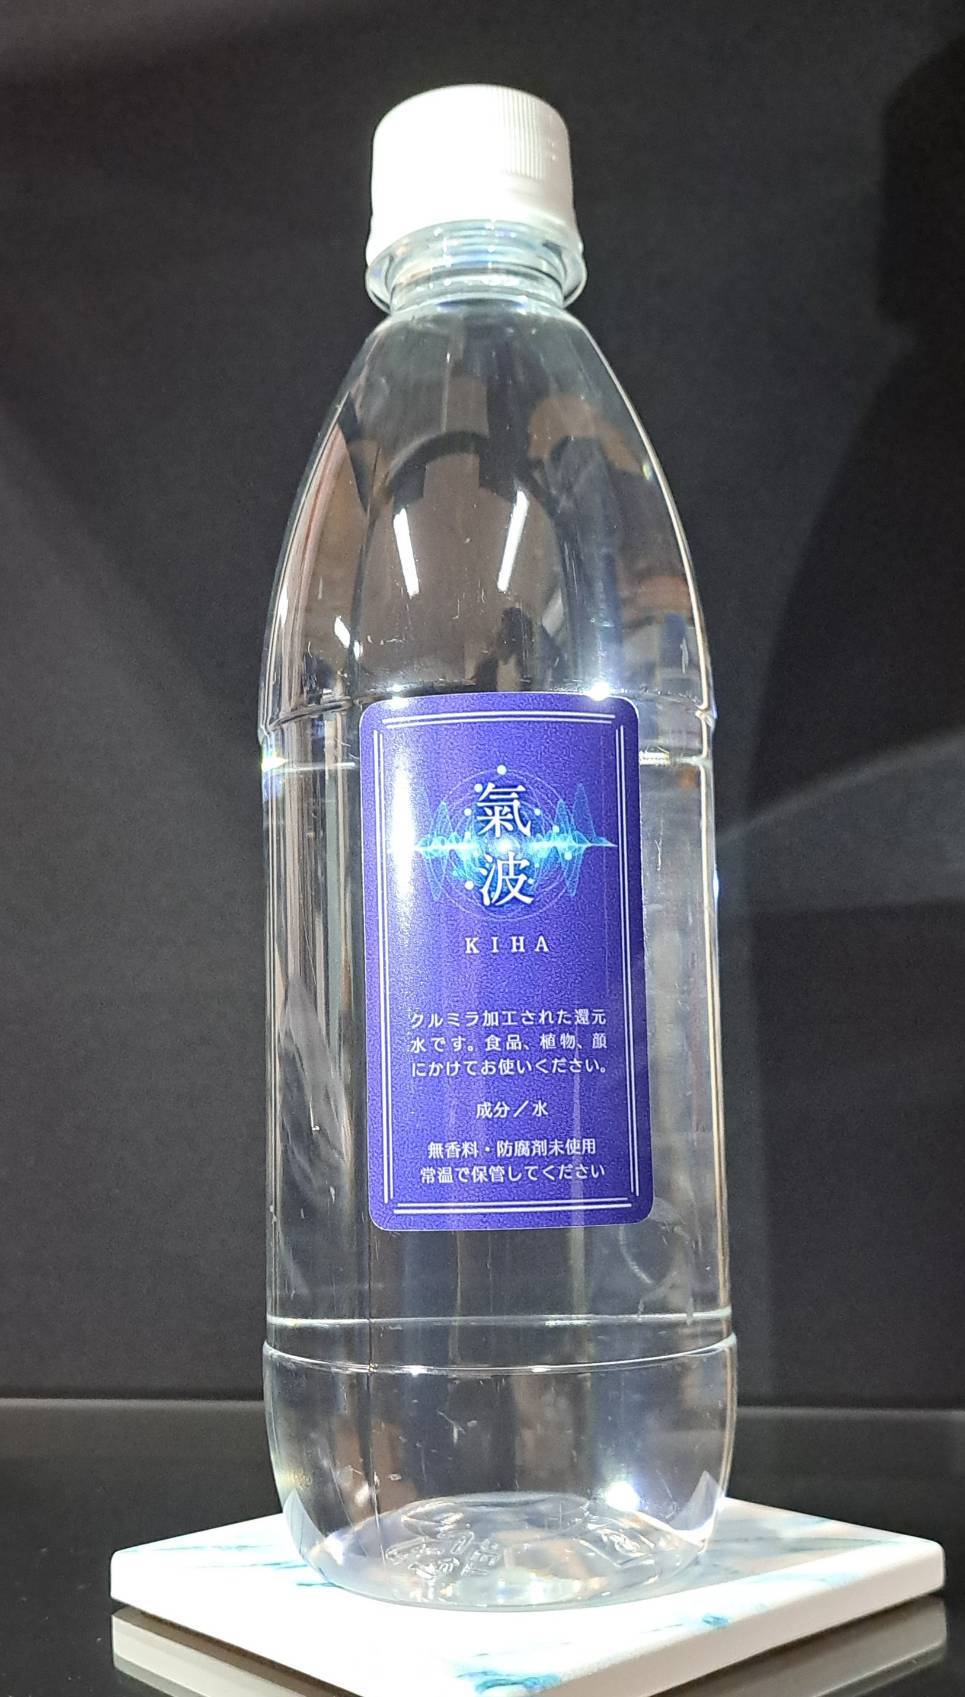 氣
波
KIHA
クルミラ加工された還元
水です。食品、植物、顔
にかけてお使いください。
成分／水
無香料・防腐剤未使用
常温で保管してください